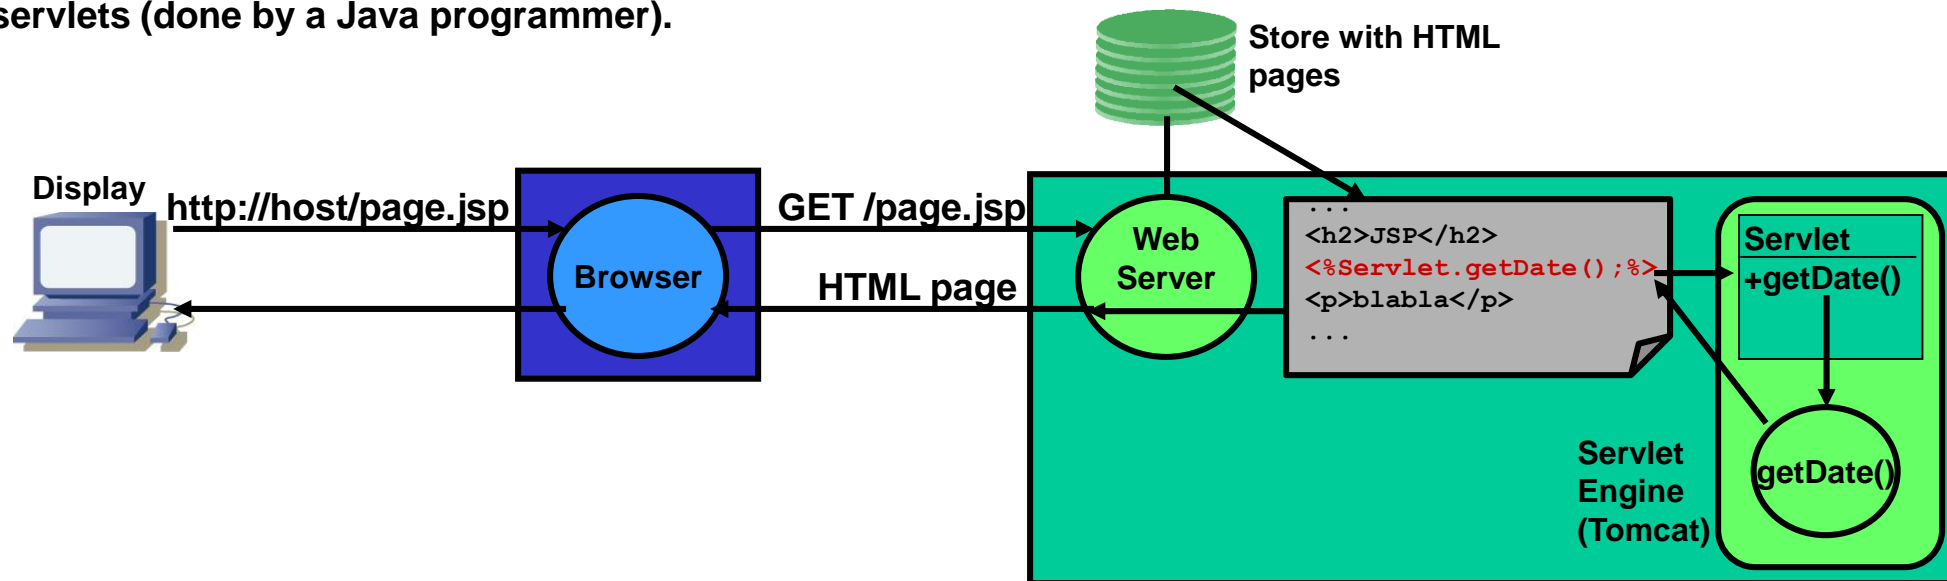 servlets (done by a Java programmer).
Store with HTML
pages
Display
http://host/page.jsp
Browser
GET /page.jsp
HTML page
Web
Server
...
<h2>JSP</h2>
<%Servlet.getDate();%>
<p>blabla</p>
...
Servlet
+getDate()
getDate()
Servlet
Engine
(Tomcat)